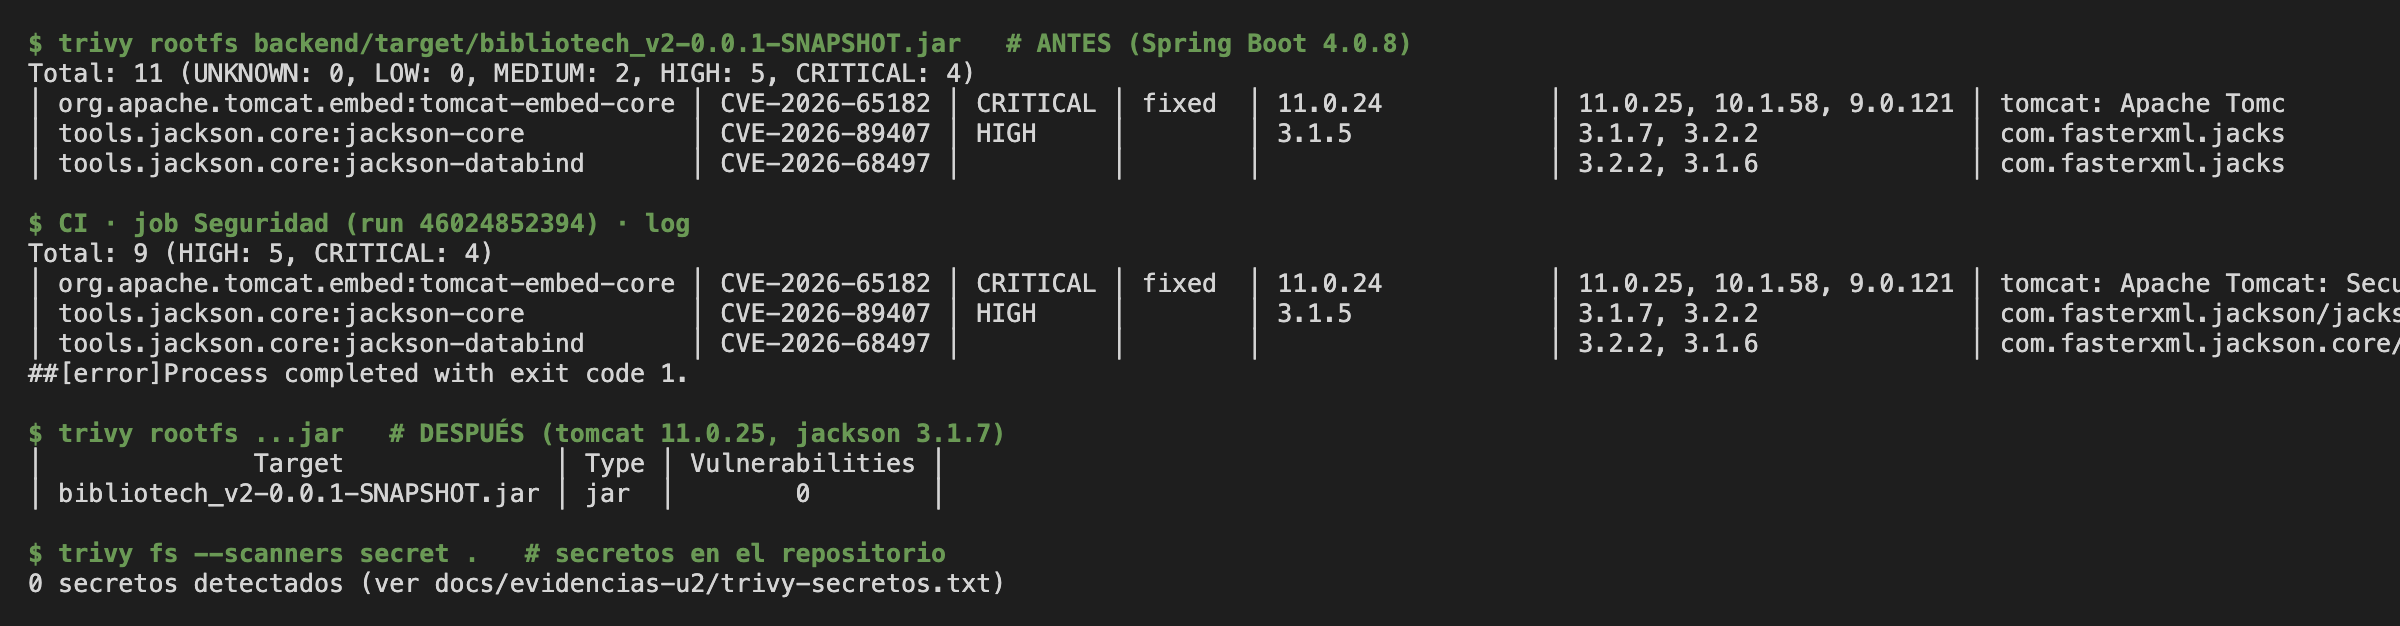 $ trivy rootfs backend/target/bibliotech_v2-0.0.1-SNAPSHOT.jar   # ANTES (Spring Boot 4.0.8)
Total: 11 (UNKNOWN: 0, LOW: 0, MEDIUM: 2, HIGH: 5, CRITICAL: 4)
│ org.apache.tomcat.embed:tomcat-embed-core │ CVE-2026-65182 │ CRITICAL │ fixed  │ 11.0.24           │ 11.0.25, 10.1.58, 9.0.121 │ tomcat: Apache Tomc
│ tools.jackson.core:jackson-core           │ CVE-2026-89407 │ HIGH     │        │ 3.1.5             │ 3.1.7, 3.2.2              │ com.fasterxml.jacks
│ tools.jackson.core:jackson-databind       │ CVE-2026-68497 │          │        │                   │ 3.2.2, 3.1.6              │ com.fasterxml.jacks
$ CI · job Seguridad (run 46024852394) · log
Total: 9 (HIGH: 5, CRITICAL: 4)
│ org.apache.tomcat.embed:tomcat-embed-core │ CVE-2026-65182 │ CRITICAL │ fixed  │ 11.0.24           │ 11.0.25, 10.1.58, 9.0.121 │ tomcat: Apache Tomcat: Secu
│ tools.jackson.core:jackson-core           │ CVE-2026-89407 │ HIGH     │        │ 3.1.5             │ 3.1.7, 3.2.2              │ com.fasterxml.jackson/jacks
│ tools.jackson.core:jackson-databind       │ CVE-2026-68497 │          │        │                   │ 3.2.2, 3.1.6              │ com.fasterxml.jackson.core/
##[error]Process completed with exit code 1.
$ trivy rootfs ...jar   # DESPUÉS (tomcat 11.0.25, jackson 3.1.7)
│              Target               │ Type │ Vulnerabilities │
│ bibliotech_v2-0.0.1-SNAPSHOT.jar │ jar  │        0        │
$ trivy fs --scanners secret .   # secretos en el repositorio
0 secretos detectados (ver docs/evidencias-u2/trivy-secretos.txt)